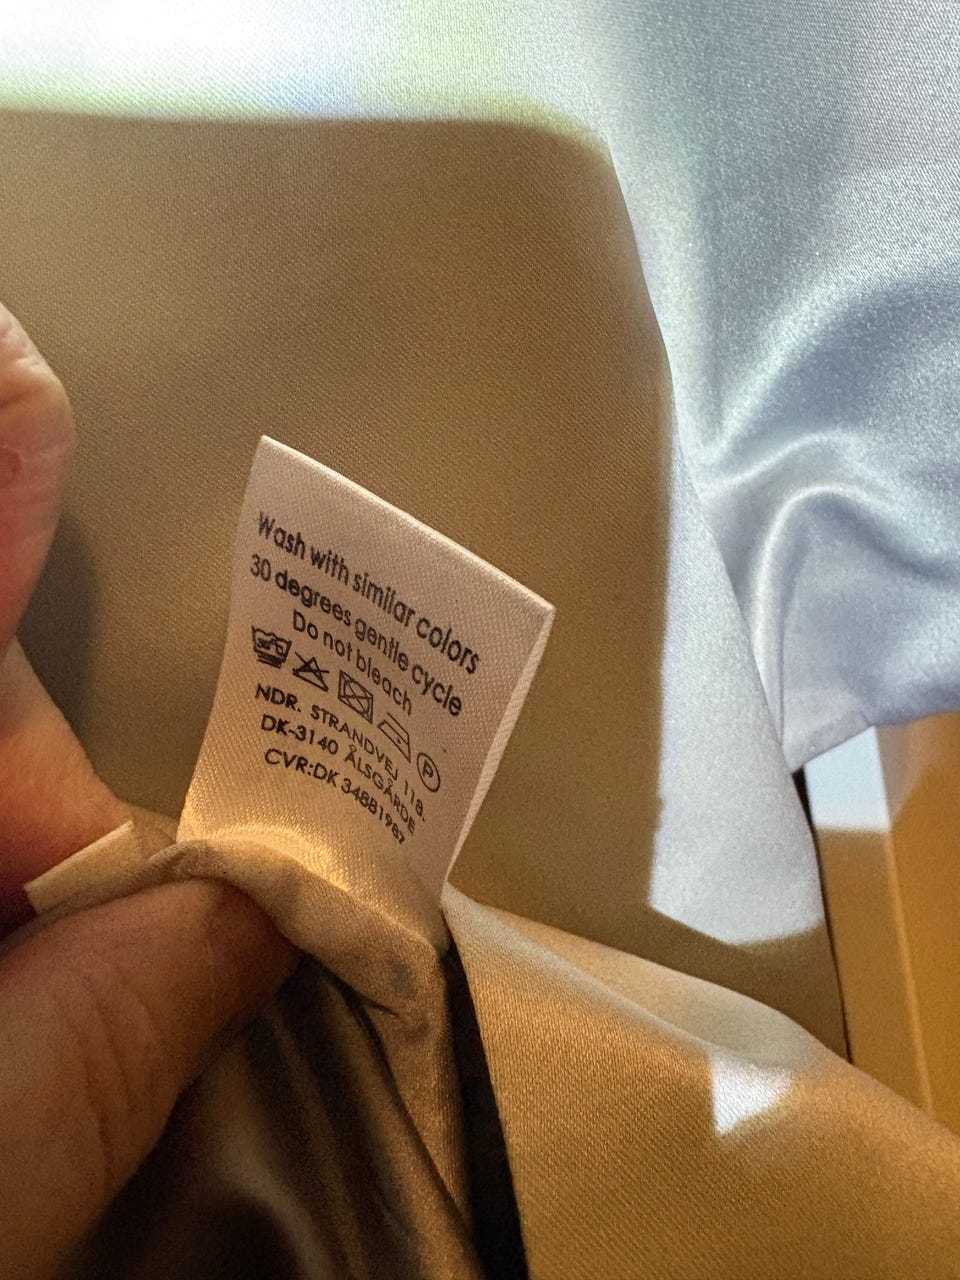 Wash with similar colors
30 degrees gentle cycle
Do not bleach
P
NDR. STRANDVEJ 118.
DK-3140 ÅLSGÅRDE
CVR:DK 34881987